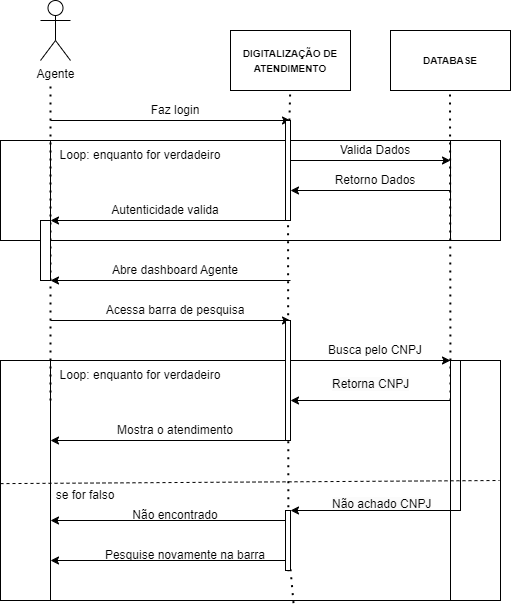 Agente
DIGITALIZAÇÃO DE
ATENDIMENTO
DATABASE
Faz login
Loop: enquanto for verdadeiro
Valida Dados
Retorno Dados
Autenticidade valida
Abre dashboard Agente
Acessa barra de pesquisa
Busca pelo CNPJ
Loop: enquanto for verdadeiro
Retorna CNPJ
Mostra o atendimento
se for falso
Não achado CNPJ
Não encontrado
Pesquise novamente na barra